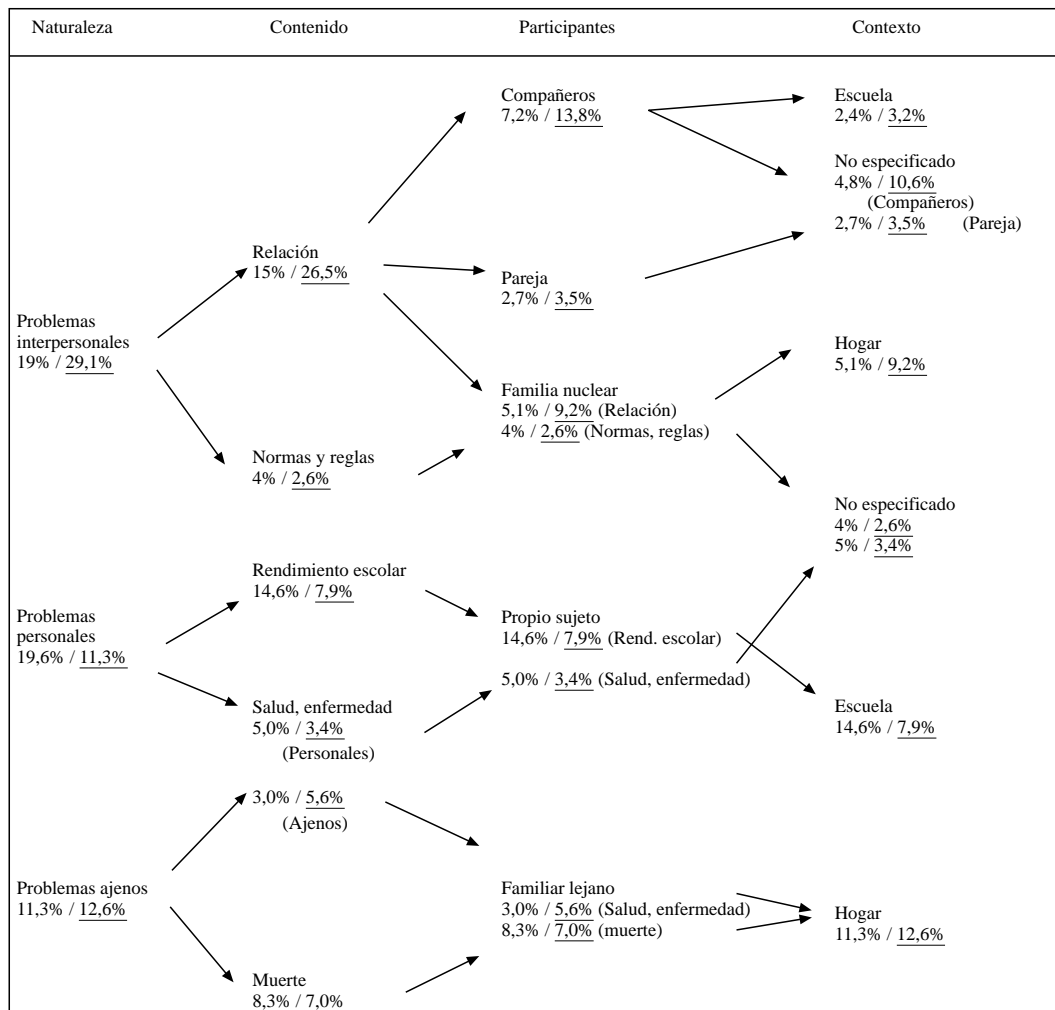 Naturaleza
Contenido
Participantes
Contexto
Compañeros
7,2% / 13,8%
Escuela
2,4% / 3,2%
No especificado
4,8% / 10,6%
(Compañeros)
2,7% / 3,5% (Pareja)
Relación
15% / 26,5%
Pareja
2,7% / 3,5%
Problemas
interpersonales
19% / 29,1%
Hogar
5,1% / 9,2%
Familia nuclear
5,1% / 9,2% (Relación)
4% / 2,6% (Normas, reglas)
Normas y reglas
4% / 2,6%
No especificado
4% / 2,6%
5% / 3,4%
Rendimiento escolar
14,6% / 7,9%
Problemas
personales
19,6% / 11,3%
Propio sujeto
14,6% / 7,9% (Rend. escolar)
5,0% / 3,4% (Salud, enfermedad)
Salud, enfermedad
5,0% / 3,4%
(Personales)
Escuela
14,6% / 7,9%
3,0% / 5,6%
(Ajenos)
Problemas ajenos
11,3% / 12,6%
Familiar lejano
3,0% / 5,6% (Salud, enfermedad)
8,3% / 7,0% (muerte)
Hogar
11,3% / 12,6%
Muerte
8,3% / 7,0%